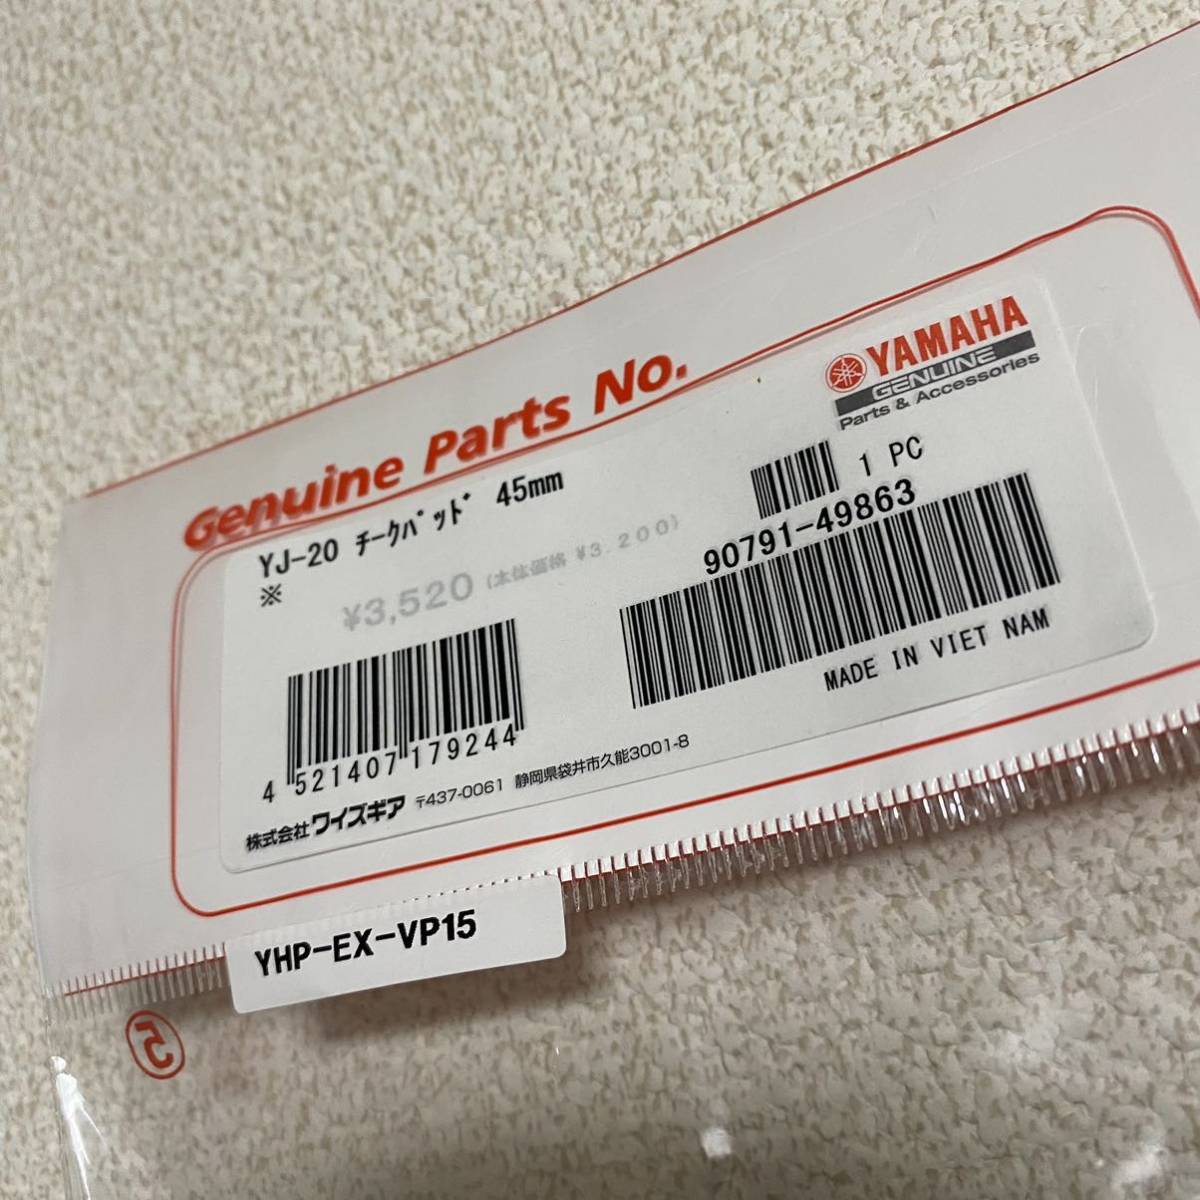 Genuine Parts No.
YAMAHA
GENUINE
Parts & Accessories
YJ-20 ﾁｰｸﾊﾟｯﾄﾞ 45mm
※
¥3,520 (本体価格 ¥3,200)
1 PC
90791-49863
MADE IN VIET NAM
4 521407 179244
株式会社ワイズギア 〒437-0061 静岡県袋井市久能3001-8
YHP-EX-VP15
5